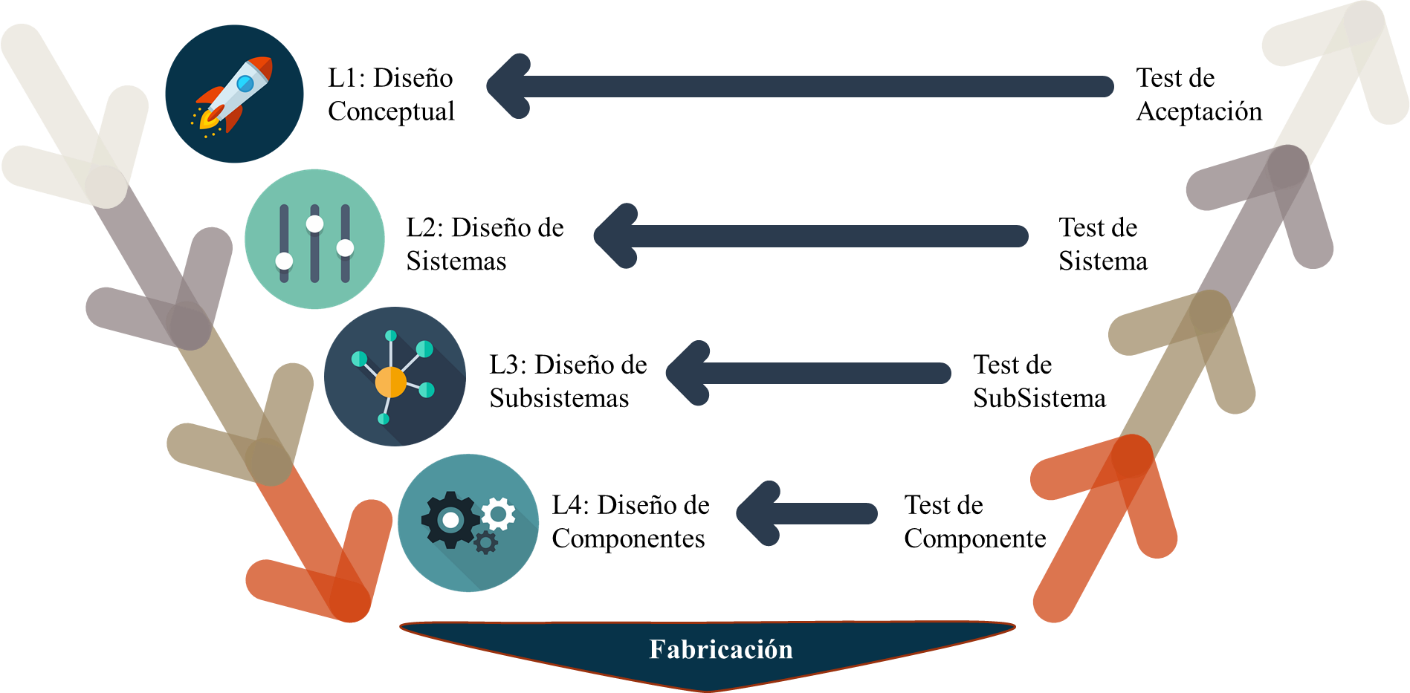 L1: Diseño
Conceptual
Test de
Aceptación
L2: Diseño de
Sistemas
Test de
Sistema
L3: Diseño de
Subsistemas
Test de
SubSistema
L4: Diseño de
Componentes
Test de
Componente
Fabricación